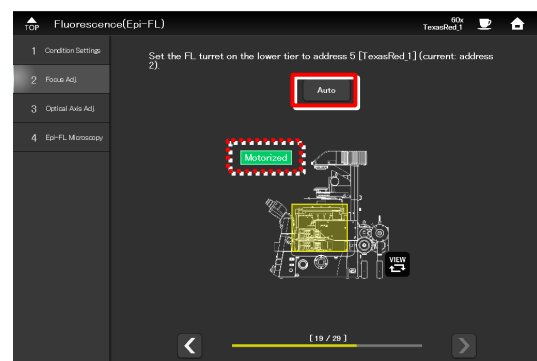 TOP
Fluorescence(Epi-FL)
60x
TexasRed_1
1 Condition Settings
2 Focus Adj.
3 Optical Axis Adj.
4 Epi-FL Microscopy
Set the FL turret on the lower tier to address 5 [TexasRed_1] (current: address
2).
Auto
Motorized
VIEW
[ 19 / 29 ]